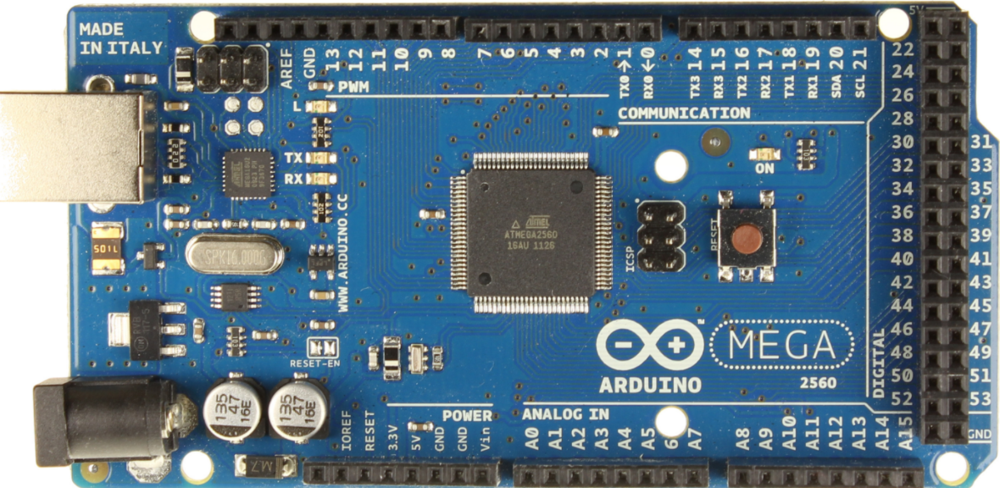 MADE
IN ITALY
AREF
GND
13
12
11
10
9
8
7
6
5
4
3
2
TX0→1
RX0←0
TX3 14
RX3 15
TX2 16
RX2 17
TX1 18
RX1 19
SDA 20
SCL 21
5V
PWM
COMMUNICATION
L
TX
RX
ON
22
24
26
28
30 31
32 33
34 35
36 37
38 39
40 41
42 43
44 45
46 47
48 49
50 51
52 53
GND
DIGITAL
WWW.ARDUINO.CC
ATMEL
ATMEGA2560
16AU 1126
ICSP
RESET
SPK16.000G
501L
RESET-EN
135
47
16E
135
47
16E
M7
™
ARDUINO
MEGA
2560
POWER
IOREF
RESET
3.3V
5V
GND
GND
Vin
ANALOG IN
A0
A1
A2
A3
A4
A5
6
A7
A8
A9
A10
A11
A12
A13
A14
A15